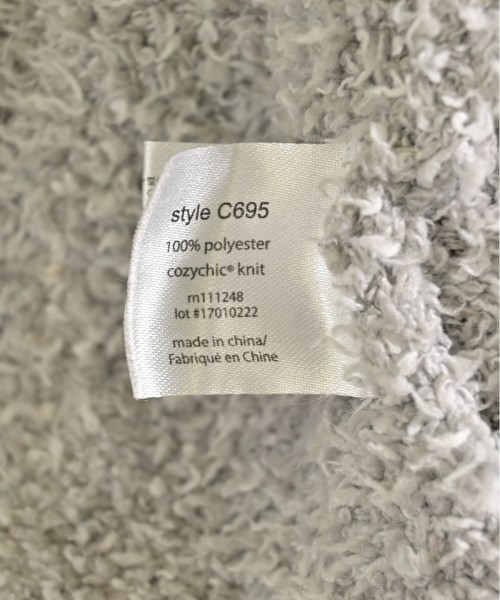 style C695
100% polyester
cozychic® knit
rn111248
lot #17010222
made in china/
Fabriqué en Chine